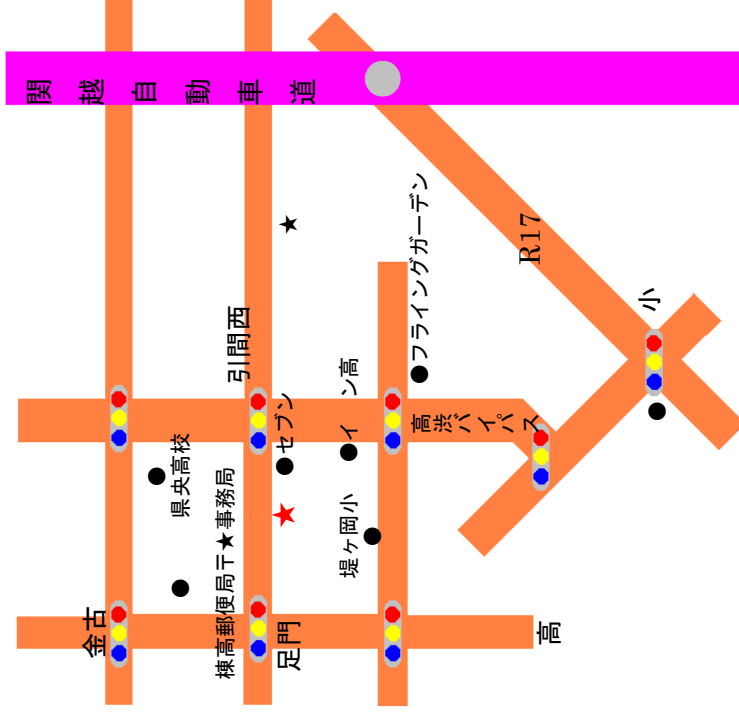 関越自動車道
引間西
R17
フライングガーデン
小
セブン
イン高
高渋バイパス
県央高校
棟高郵便局〒★事務局
堤ヶ岡小
金古
足門
高